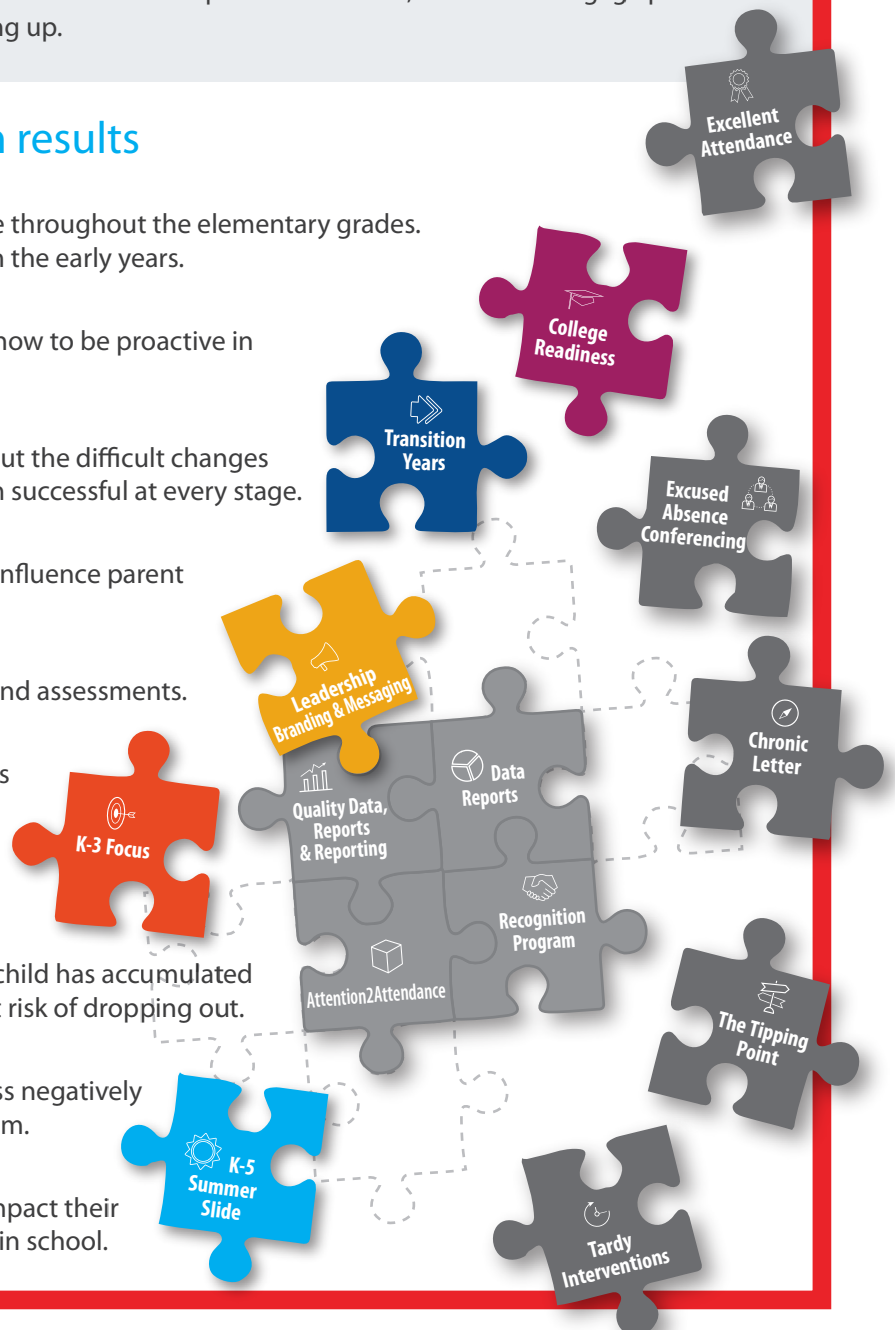 ng up.
results
throughout the elementary grades.
the early years.
how to be proactive in
ut the difficult changes
successful at every stage.
nfluence parent
nd assessments.
s
child has accumulated
risk of dropping out.
ss negatively
m.
mpact their
in school.
Excellent
Attendance
College
Readiness
Transition
Years
Excused
Absence
Conferencing
Leadership
Branding & Messaging
Chronic
Letter
Data
Reports
Quality Data,
Reports
& Reporting
K-3 Focus
Recognition
Program
Attention2Attendance
The Tipping
Point
K-5
Summer
Slide
Tardy
Interventions